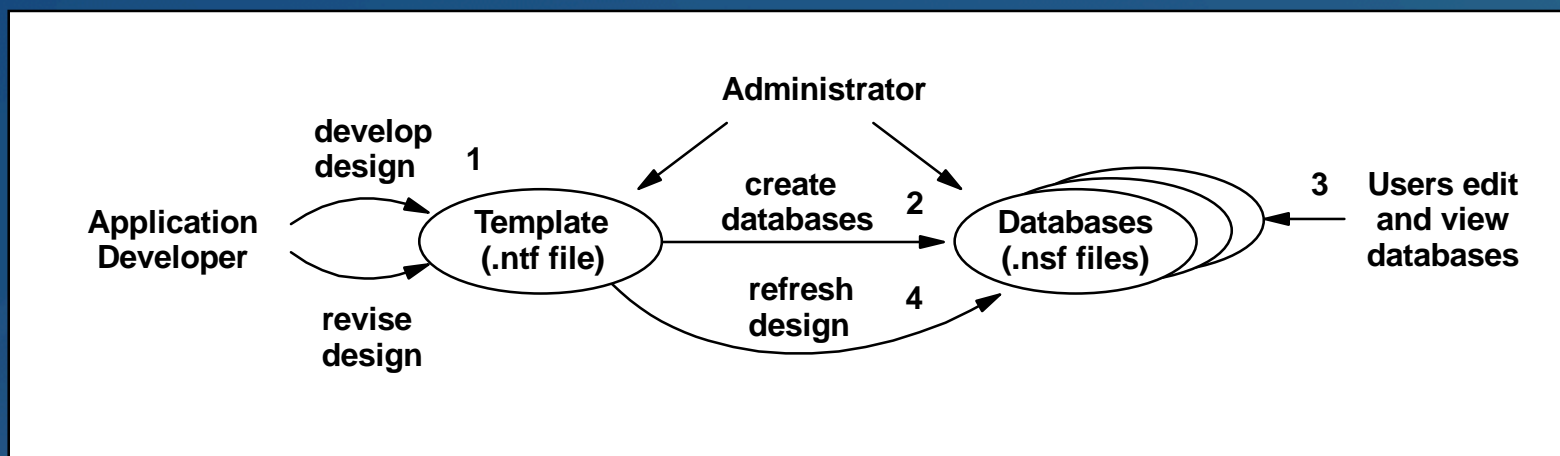 Administrator
develop
design
1
Application
Developer
Template
(.ntf file)
create
databases
2
Databases
(.nsf files)
3
Users edit
and view
databases
revise
design
refresh
design
4